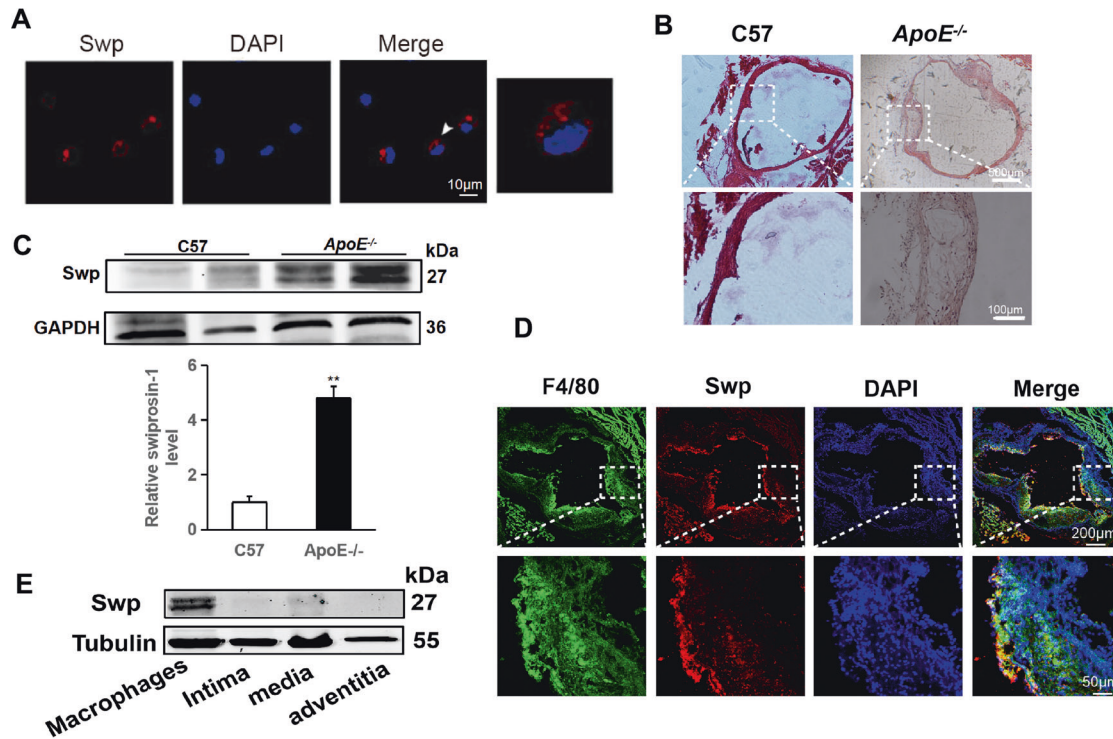 A
Swp DAPI Merge
10μm
B
C57 ApoE-/-
500μm
100μm
C
C57 ApoE-/- kDa
Swp 27
GAPDH 36
Relative swiprosin-1
level
6
4
2
0
**
C57 ApoE-/-
D
F4/80 Swp DAPI Merge
200μm
50μm
E
kDa
Swp 27
Tubulin 55
Macrophages Intima media adventitia